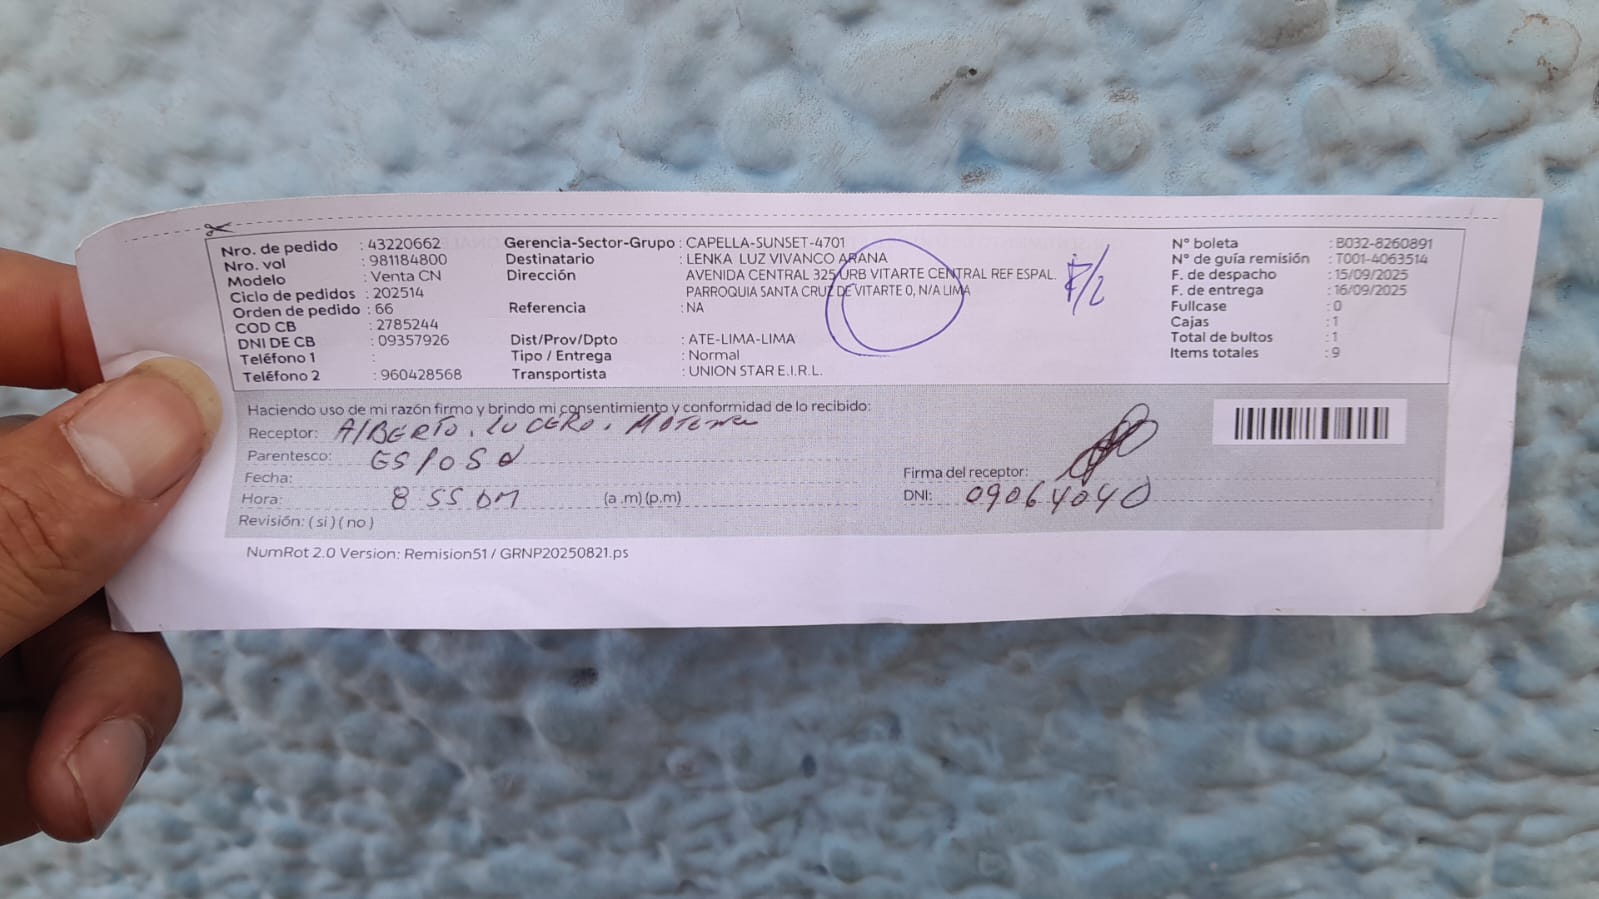 Nro. de pedido : 43220662
Nro. vol : 981184800
Modelo : Venta CN
Ciclo de pedidos : 202514
Orden de pedido : 66
COD CB : 2785244
DNI DE CB : 09357926
Teléfono 1 :
Teléfono 2 : 960428568
Gerencia-Sector-Grupo : CAPELLA-SUNSET-4701
Destinatario : LENKA LUZ VIVANCO ARANA
Dirección : AVENIDA CENTRAL 325 URB VITARTE CENTRAL REF ESPAL.
PARROQUIA SANTA CRUZ DE VITARTE 0, N/A LIMA
Referencia : NA
Dist/Prov/Dpto : ATE-LIMA-LIMA
Tipo / Entrega : Normal
Transportista : UNION STAR E.I.R.L.
N° boleta : B032-8260891
N° de guía remisión : T001-4063514
F. de despacho : 15/09/2025
F. de entrega : 16/09/2025
Fullcase : 0
Cajas : 1
Total de bultos : 1
Items totales : 9
Haciendo uso de mi razón firmo y brindo mi consentimiento y conformidad de lo recibido:
Receptor: ALBERTO. LUCERO.
Parentesco: ESPOSO
Fecha:
Hora: 8 55 (a .m) (p.m)
Revisión: ( si ) ( no )
Firma del receptor:
DNI: 09064040
NumRot 2.0 Version: Remision51 / GRNP20250821.ps